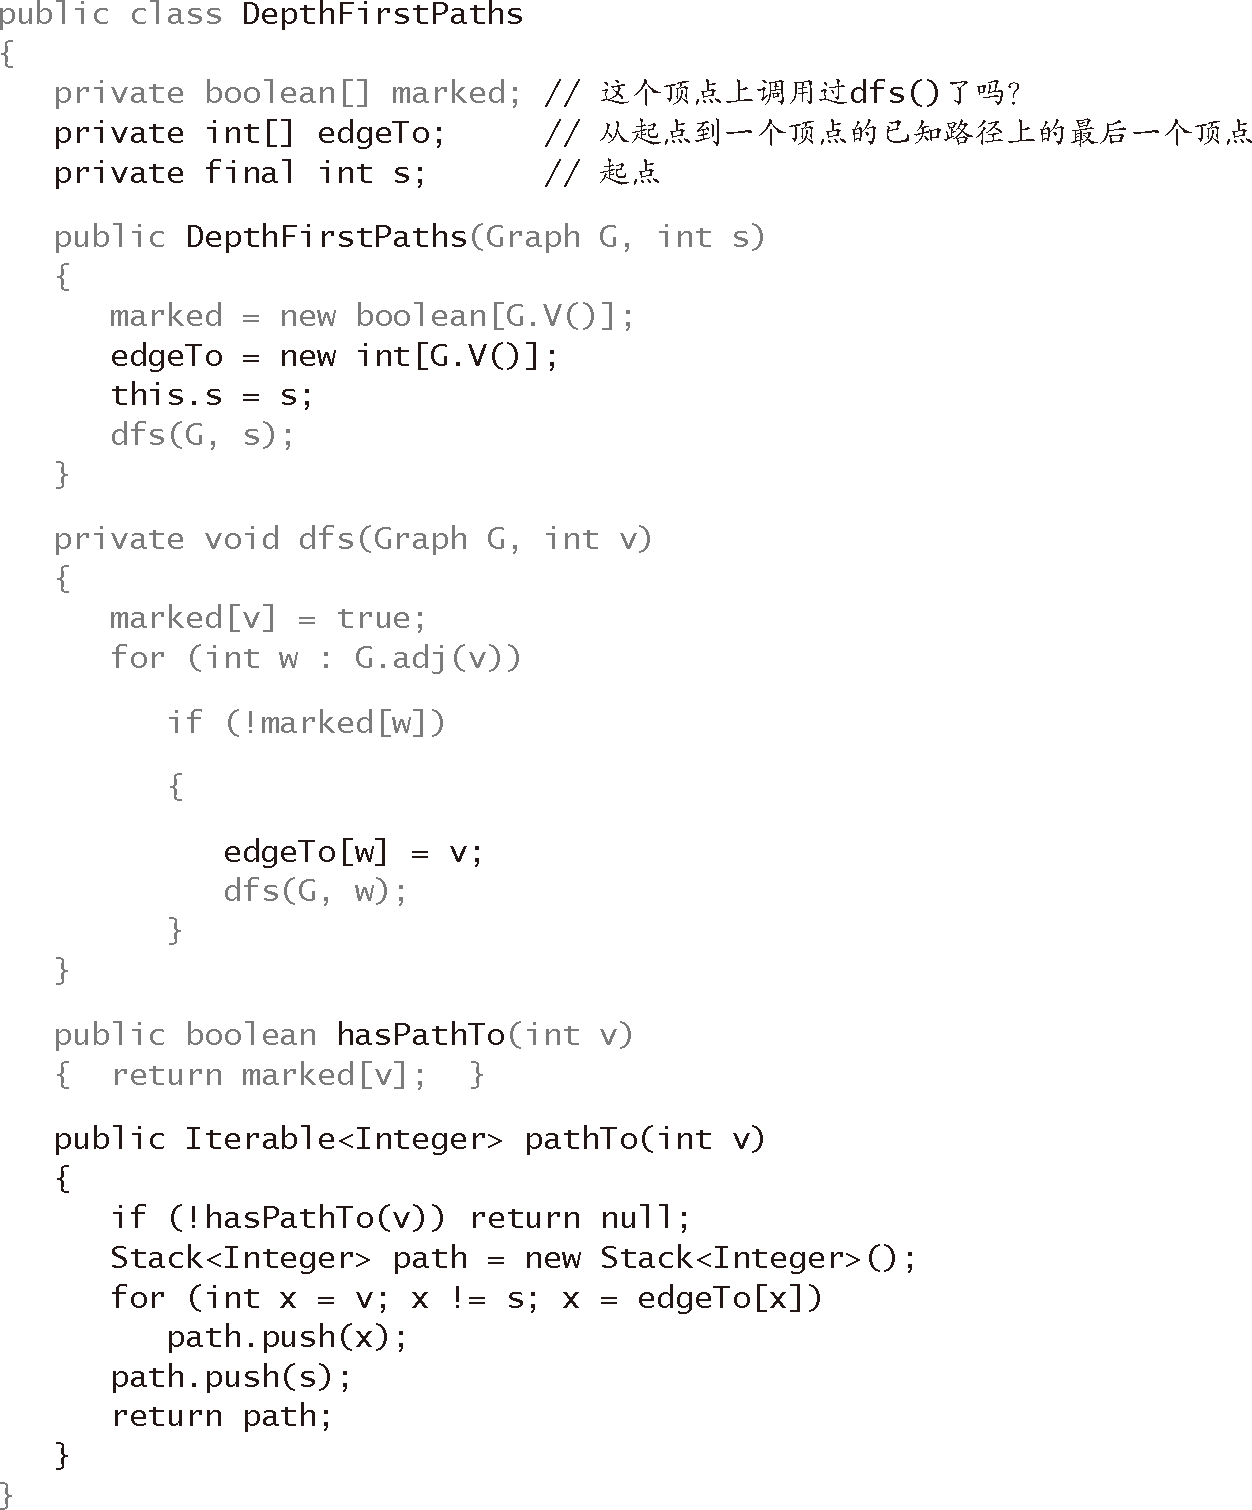 public class DepthFirstPaths
{
   private boolean[] marked; // 这个顶点上调用过dfs()了吗?
   private int[] edgeTo;     // 从起点到一个顶点的已知路径上的最后一个顶点
   private final int s;      // 起点
   public DepthFirstPaths(Graph G, int s)
   {
      marked = new boolean[G.V()];
      edgeTo = new int[G.V()];
      this.s = s;
      dfs(G, s);
   }
   private void dfs(Graph G, int v)
   {
      marked[v] = true;
      for (int w : G.adj(v))
         if (!marked[w])
         {
            edgeTo[w] = v;
            dfs(G, w);
         }
   }
   public boolean hasPathTo(int v)
   {  return marked[v];  }
   public Iterable<Integer> pathTo(int v)
   {
      if (!hasPathTo(v)) return null;
      Stack<Integer> path = new Stack<Integer>();
      for (int x = v; x != s; x = edgeTo[x])
         path.push(x);
      path.push(s);
      return path;
   }
}